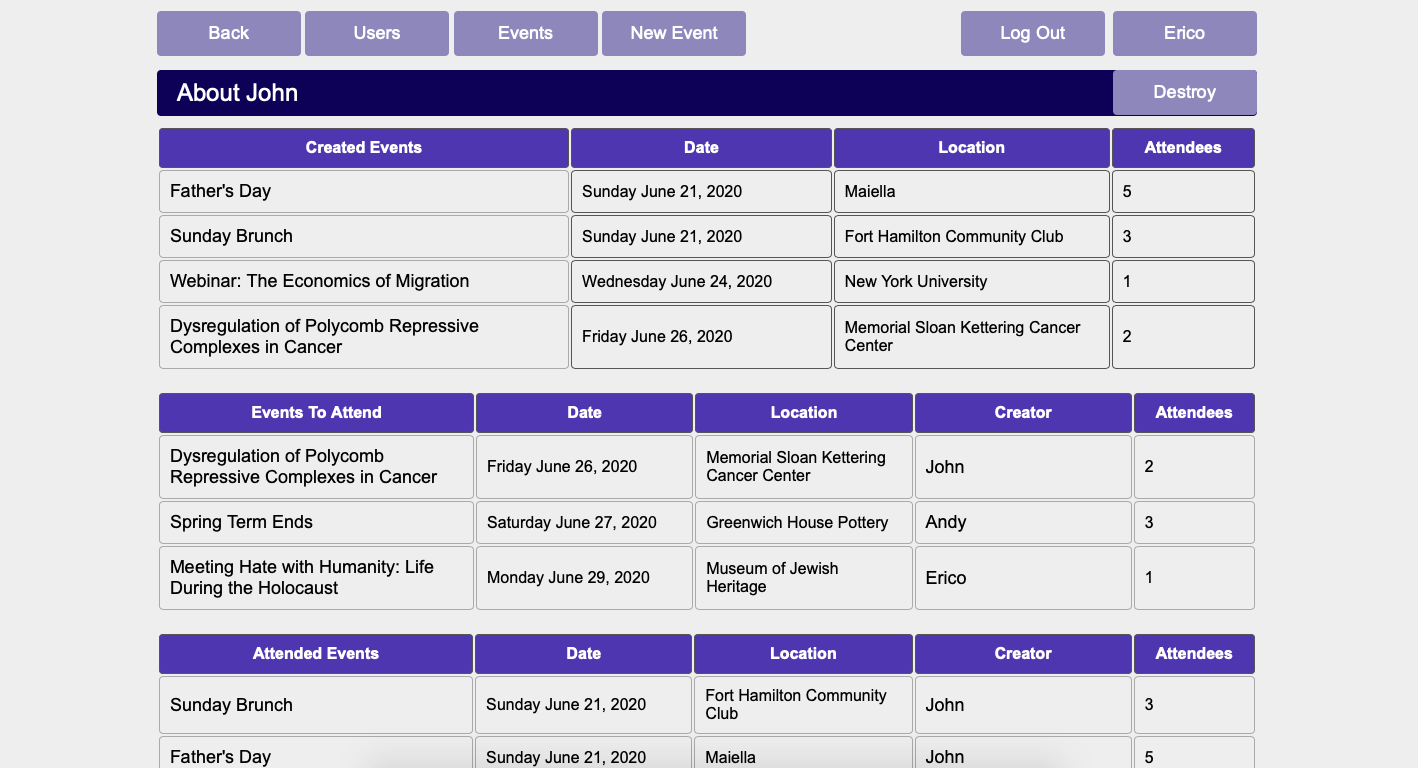 Back Users Events New Event Log Out Erico
About John Destroy
Created Events Date Location Attendees
Father's Day Sunday June 21, 2020 Maiella 5
Sunday Brunch Sunday June 21, 2020 Fort Hamilton Community Club 3
Webinar: The Economics of Migration Wednesday June 24, 2020 New York University 1
Dysregulation of Polycomb Repressive
Complexes in Cancer
Friday June 26, 2020
Memorial Sloan Kettering Cancer
Center
2
Events To Attend Date Location Creator Attendees
Dysregulation of Polycomb
Repressive Complexes in Cancer
Friday June 26, 2020
Memorial Sloan Kettering
Cancer Center
John
2
Spring Term Ends Saturday June 27, 2020 Greenwich House Pottery Andy 3
Meeting Hate with Humanity: Life
During the Holocaust
Monday June 29, 2020
Museum of Jewish
Heritage
Erico
1
Attended Events Date Location Creator Attendees
Sunday Brunch
Sunday June 21, 2020
Fort Hamilton Community
Club
John
3
Father's Day Sunday June 21, 2020 Maiella John 5